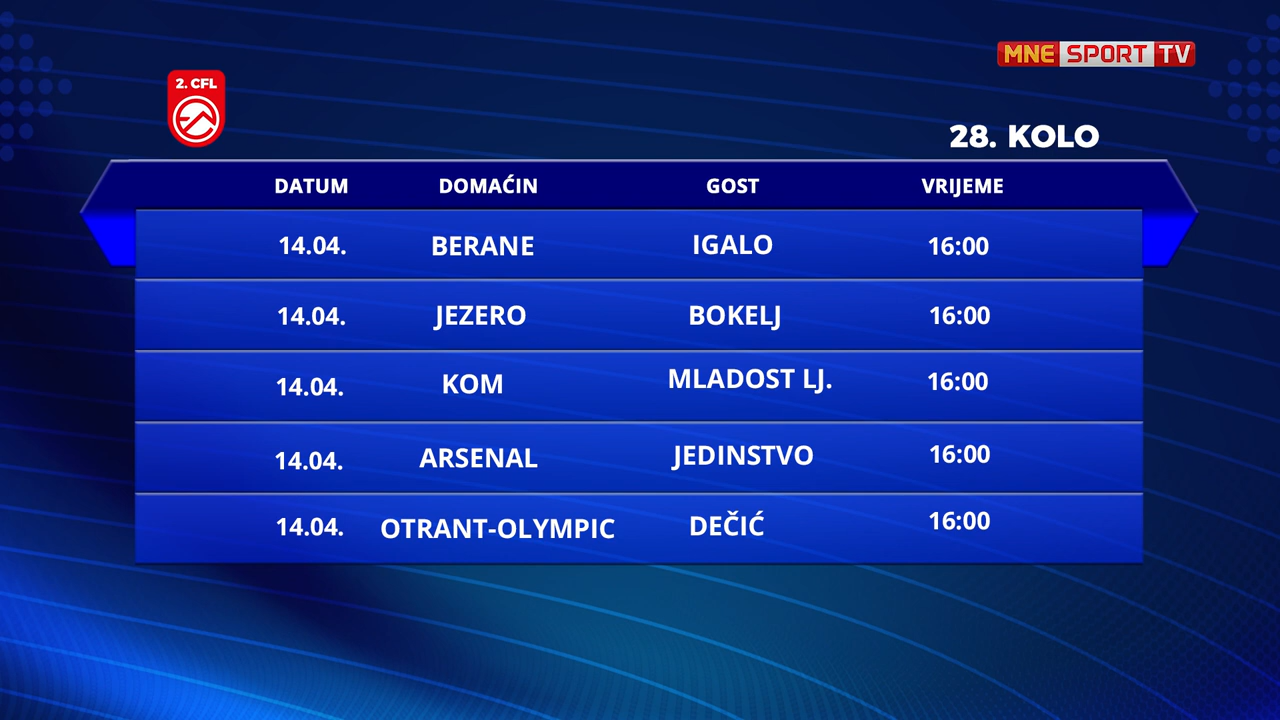 MNE SPORT TV
2. CFL
28. KOLO
DATUM DOMAĆIN GOST VRIJEME
14.04. BERANE IGALO 16:00
14.04. JEZERO BOKELJ 16:00
14.04. KOM MLADOST LJ. 16:00
14.04. ARSENAL JEDINSTVO 16:00
14.04. OTRANT-OLYMPIC DEČIĆ 16:00